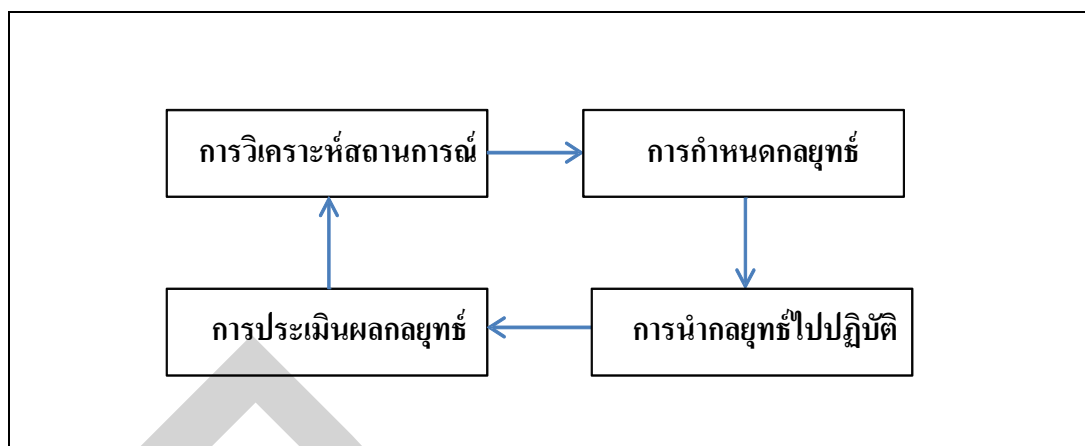 การวิเคราะห์สถานการณ์
การกำหนดกลยุทธ์
การประเมินผลกลยุทธ์
การนำกลยุทธ์ไปปฏิบัติ